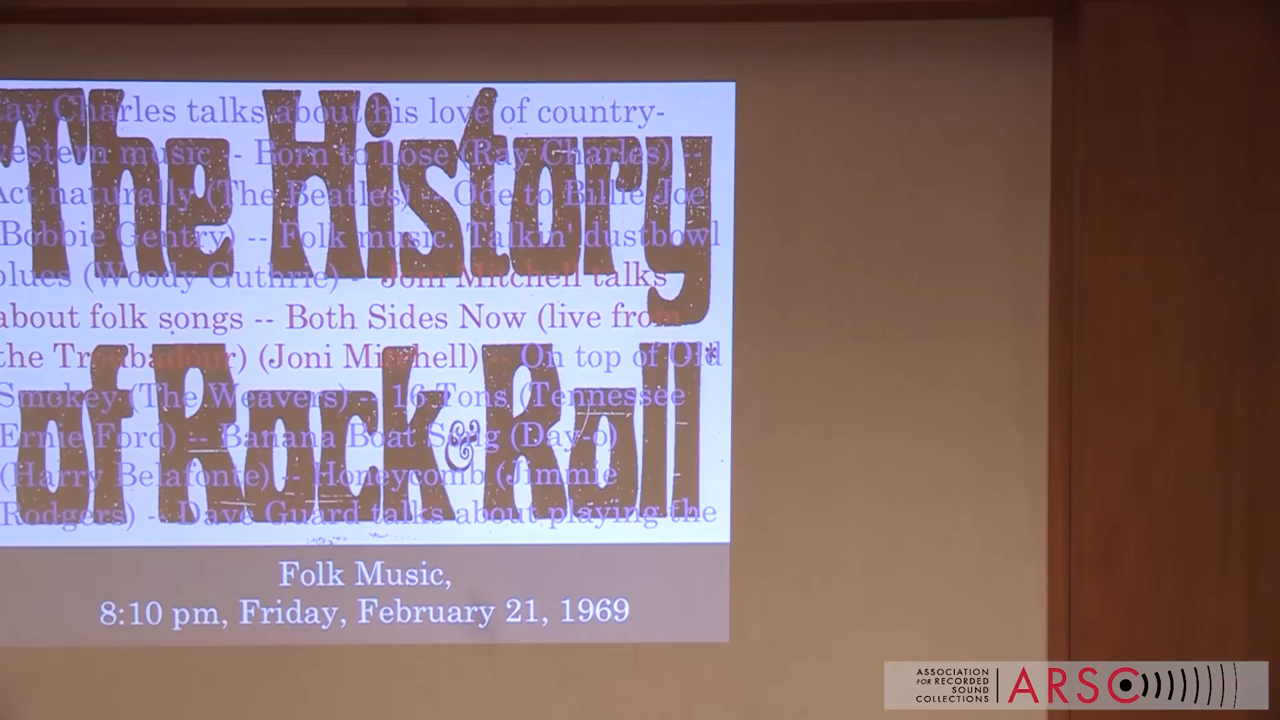 The History
of Rock & Roll
Ray Charles talks about his love of country-
western music -- Born to Lose (Ray Charles) --
Act naturally (The Beatles) -- Ode to Billie Joe
(Bobbie Gentry) -- Folk music. Talkin' dustbowl
blues (Woody Guthrie) -- Joni Mitchell talks
about folk songs -- Both Sides Now (live from
the Troubadour) (Joni Mitchell) -- On top of Old
Smokey (The Weavers) -- 16 Tons (Tennessee
Ernie Ford) -- Banana Boat Song (Day-o)
(Harry Belafonte) -- Honeycomb (Jimmie
Rodgers) -- Dave Guard talks about playing the
Folk Music,
8:10 pm, Friday, February 21, 1969
ASSOCIATION
FOR RECORDED
SOUND
COLLECTIONS
ARSC